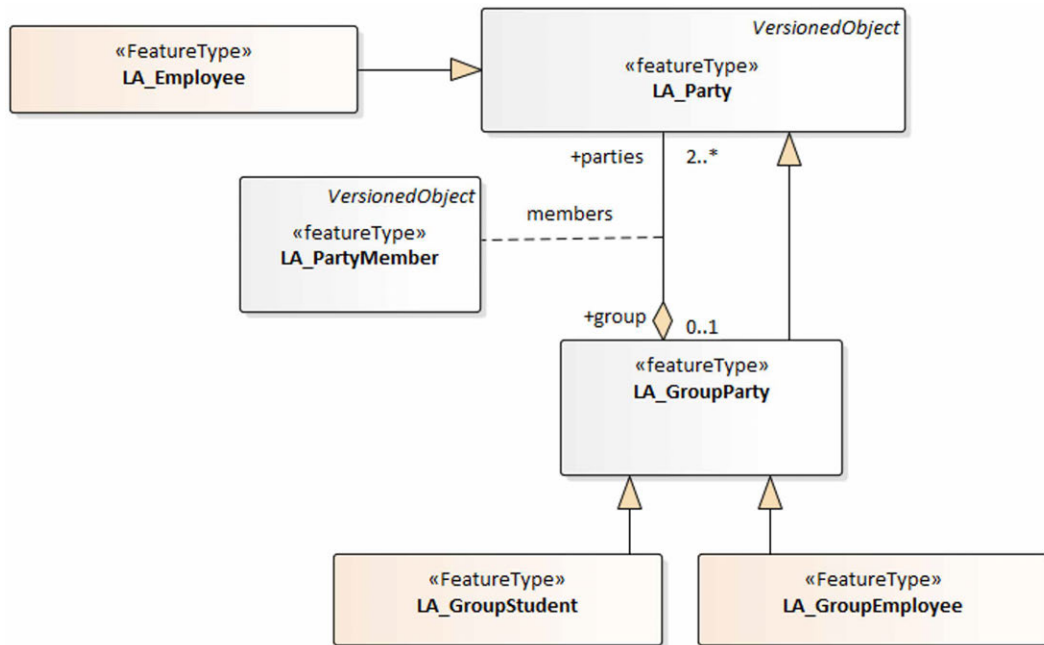 «FeatureType»
LA_Employee
VersionedObject
«featureType»
LA_Party
+parties
2..*
VersionedObject
«featureType»
LA_PartyMember
members
+group
0..1
«featureType»
LA_GroupParty
«FeatureType»
LA_GroupStudent
«FeatureType»
LA_GroupEmployee